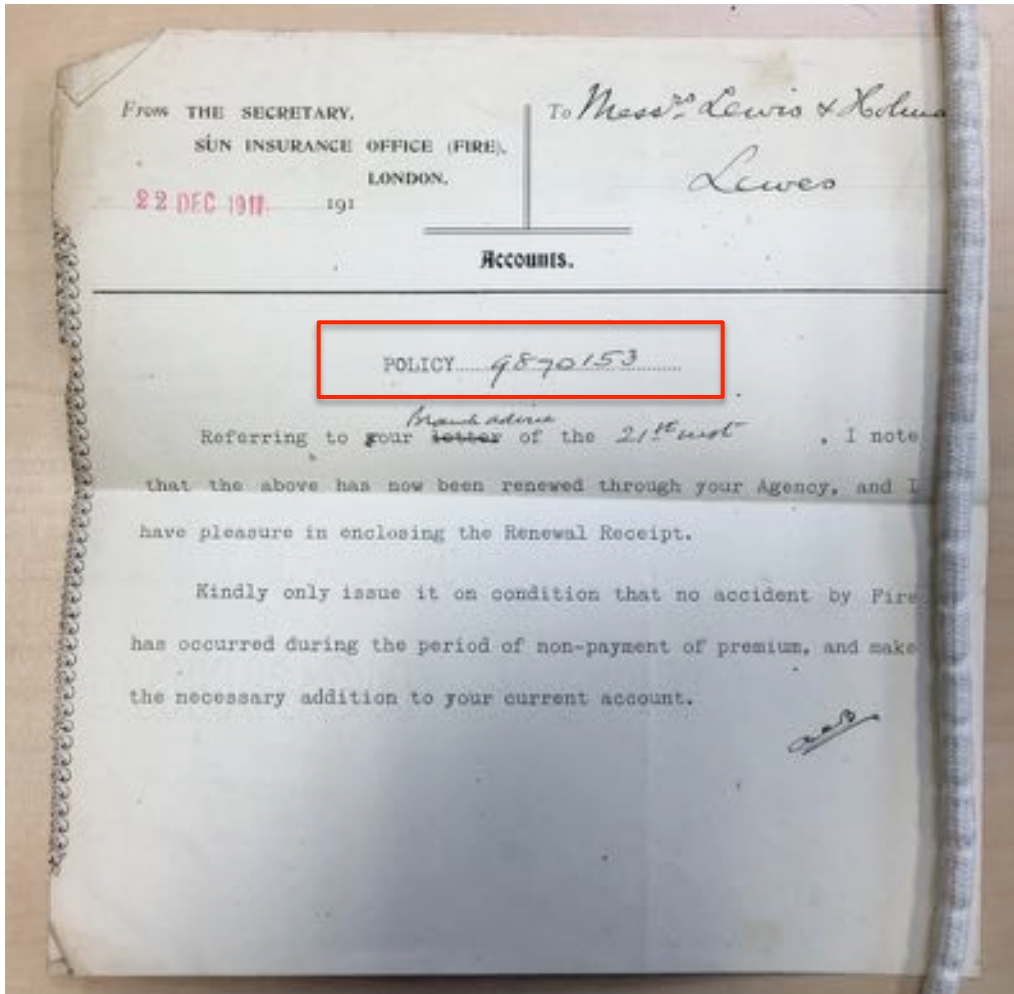 From THE SECRETARY,
SUN INSURANCE OFFICE (FIRE),
LONDON.
22 DEC 1911. 191
To Messrs Lewis & Holma
Lewes
Accounts.
POLICY 9870153
Branch advice
Referring to your letter of the 21st inst, I note
that the above has now been renewed through your Agency, and I
have pleasure in enclosing the Renewal Receipt.
Kindly only issue it on condition that no accident by Fire
has occurred during the period of non-payment of premium, and make
the necessary addition to your current account.